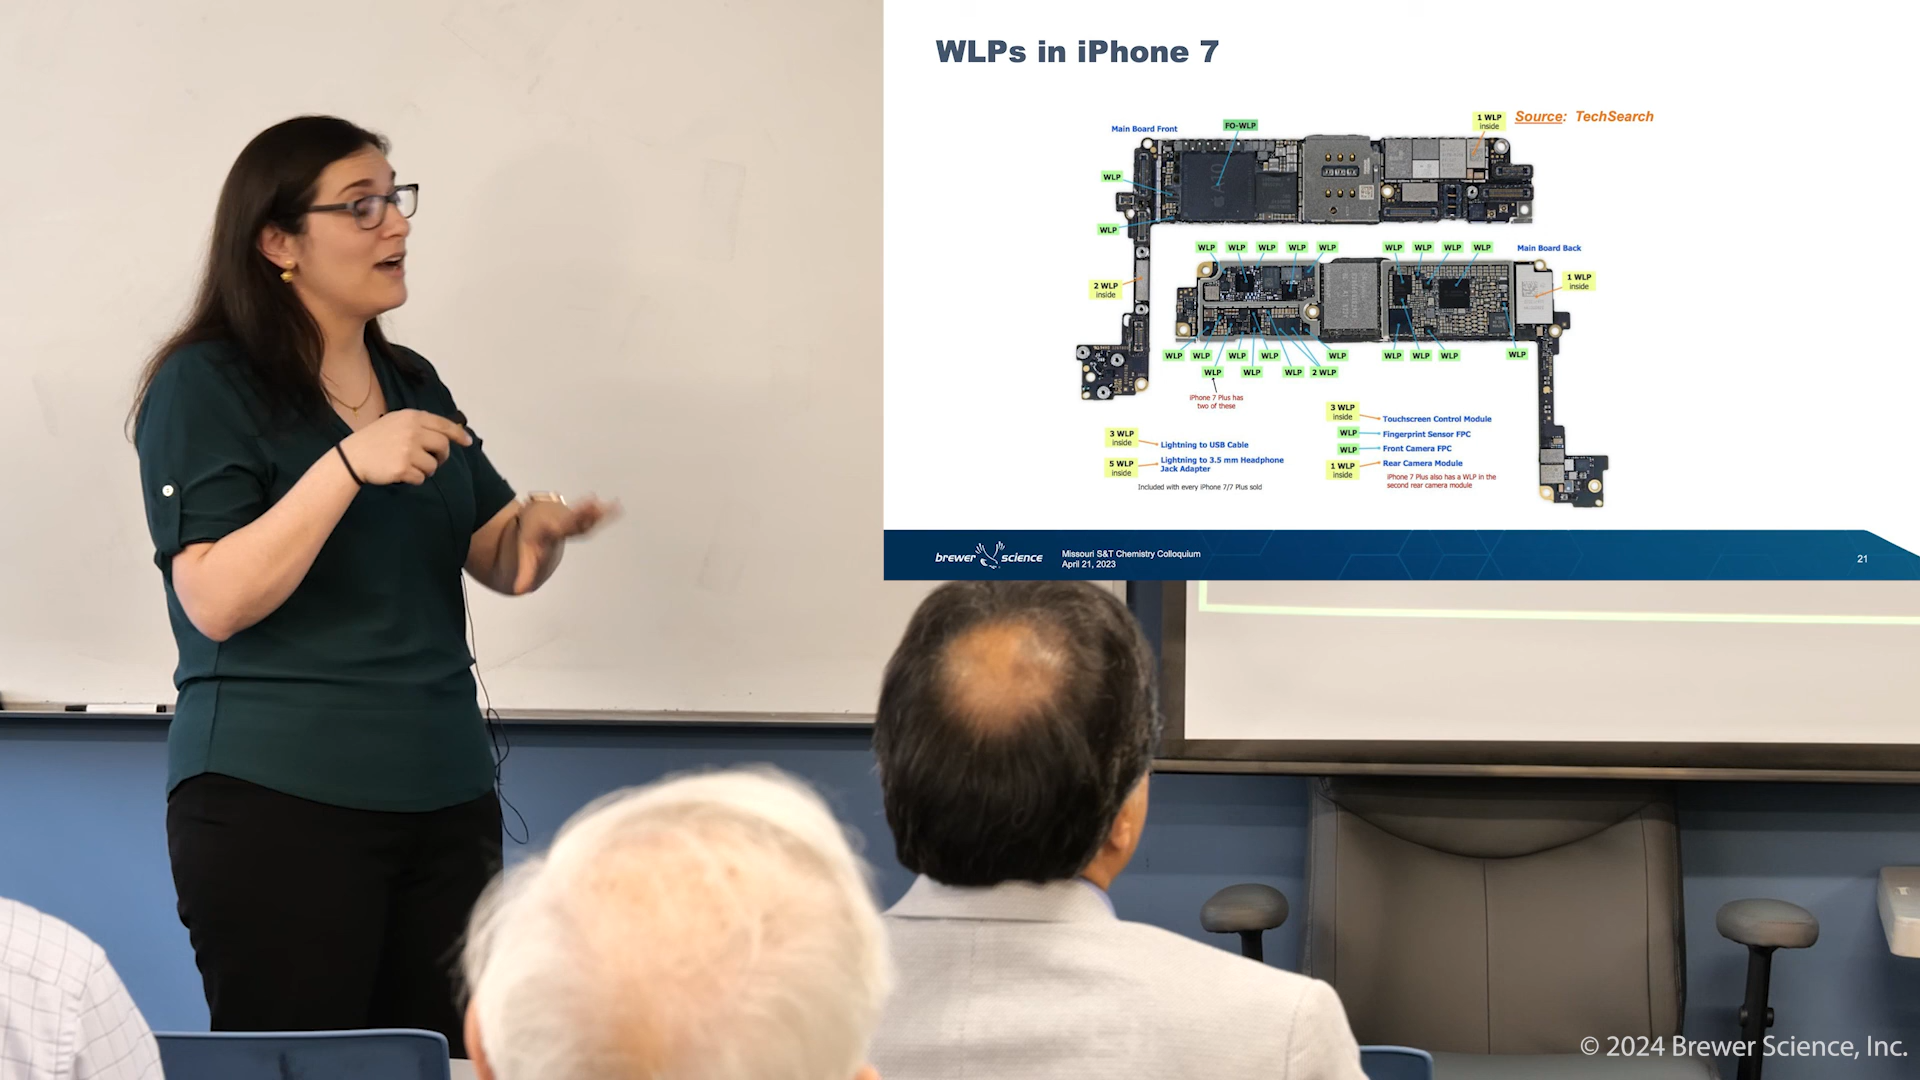 WLPs in iPhone 7
Source: TechSearch
Main Board Front
FO-WLP
1 WLP
inside
WLP
WLP
2 WLP
inside
WLP WLP WLP WLP WLP WLP WLP WLP WLP
Main Board Back
1 WLP
inside
WLP WLP WLP WLP WLP WLP WLP WLP WLP
WLP WLP WLP 2 WLP
iPhone 7 Plus has
two of these
3 WLP
inside
Lightning to USB Cable
5 WLP
inside
Lightning to 3.5 mm Headphone
Jack Adapter
Included with every iPhone 7/7 Plus sold
3 WLP
inside
Touchscreen Control Module
WLP
Fingerprint Sensor FPC
WLP
Front Camera FPC
1 WLP
inside
Rear Camera Module
iPhone 7 Plus also has a WLP in the
second rear camera module
brewer science
Missouri S&T Chemistry Colloquium
April 21, 2023
21
© 2024 Brewer Science, Inc.